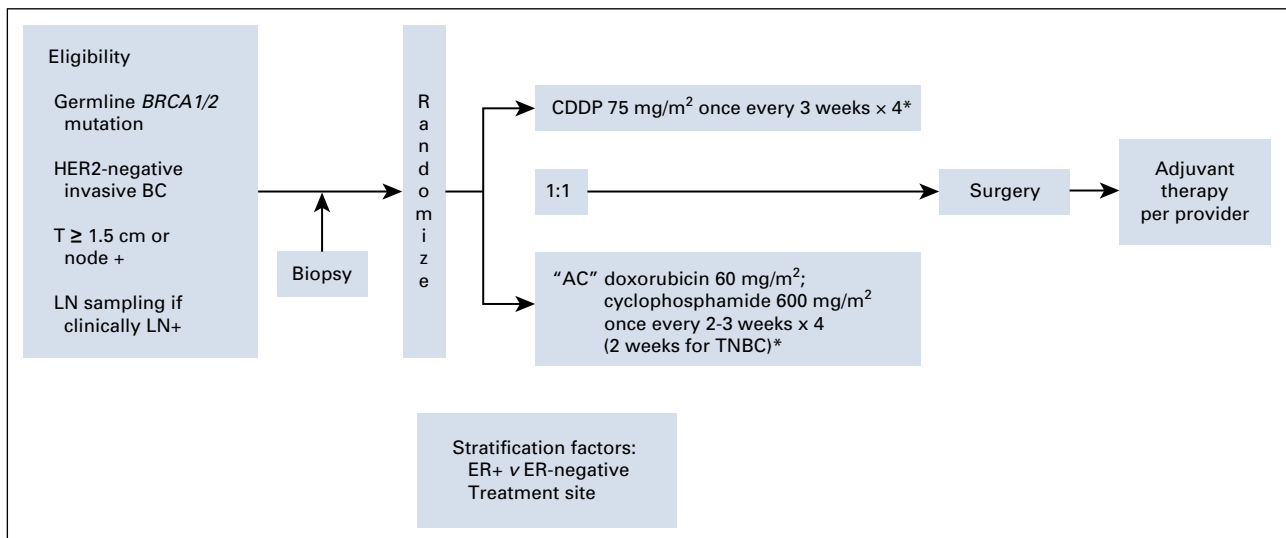 Eligibility
Germline BRCA1/2
mutation
HER2-negative
invasive BC
T ≥ 1.5 cm or
node +
LN sampling if
clinically LN+
Biopsy
Randomize
CDDP 75 mg/m² once every 3 weeks × 4*
1:1
"AC" doxorubicin 60 mg/m²;
cyclophosphamide 600 mg/m²
once every 2-3 weeks x 4
(2 weeks for TNBC)*
Surgery
Adjuvant
therapy
per provider
Stratification factors:
ER+ v ER-negative
Treatment site